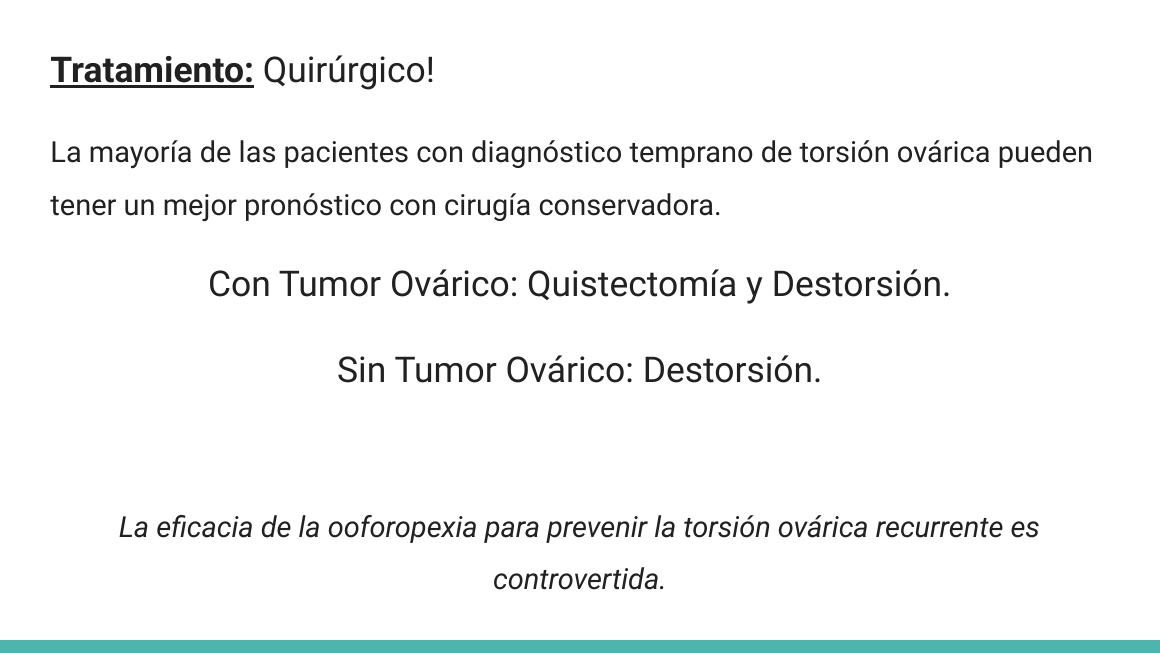 Tratamiento: Quirúrgico!
La mayoría de las pacientes con diagnóstico temprano de torsión ovárica pueden
tener un mejor pronóstico con cirugía conservadora.
Con Tumor Ovárico: Quistectomía y Destorsión.
Sin Tumor Ovárico: Destorsión.
La eficacia de la ooforopexia para prevenir la torsión ovárica recurrente es
controvertida.